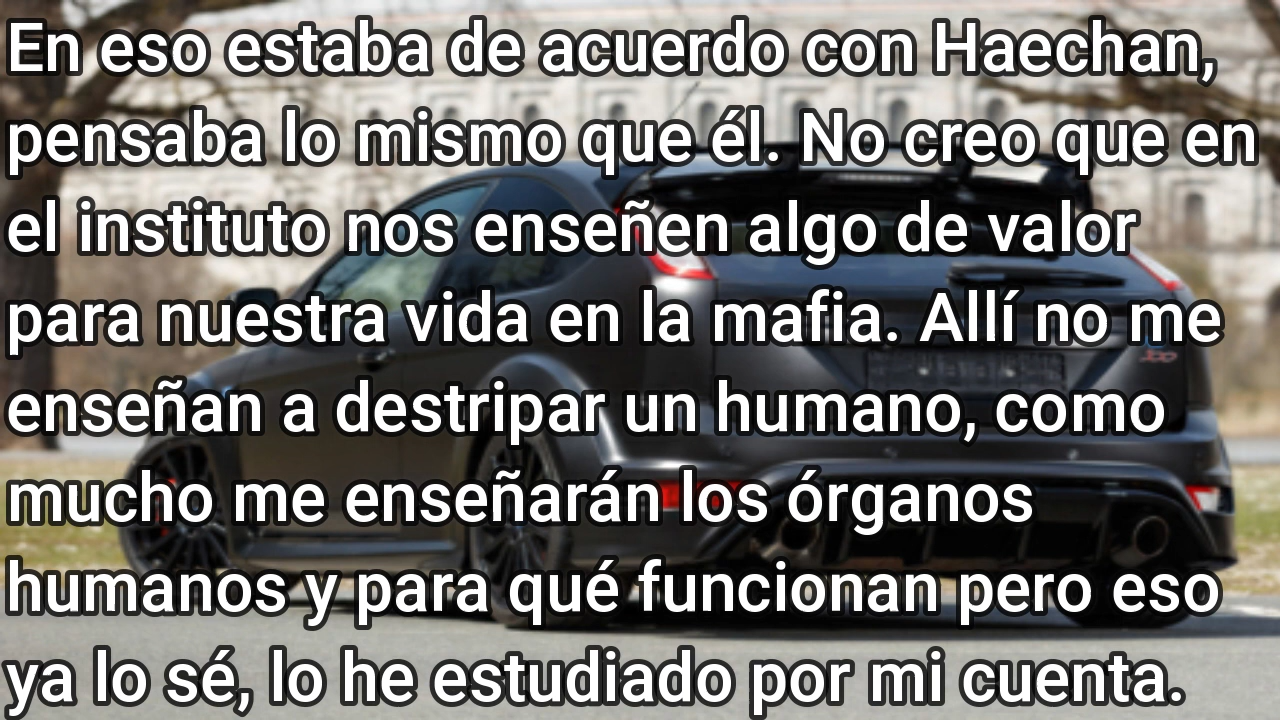 En eso estaba de acuerdo con Haechan,
pensaba lo mismo que él. No creo que en
el instituto nos enseñen algo de valor
para nuestra vida en la mafia. Allí no me
enseñan a destripar un humano, como
mucho me enseñarán los órganos
humanos y para qué funcionan pero eso
ya lo sé, lo he estudiado por mi cuenta.